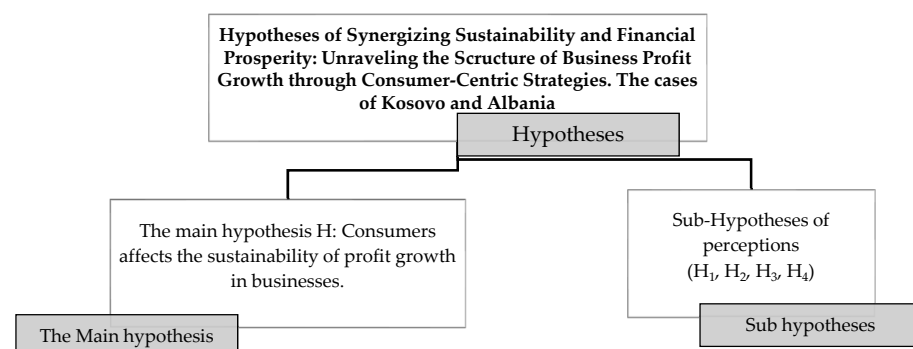 Hypotheses of Synergizing Sustainability and Financial
Prosperity: Unraveling the Scructure of Business Profit
Growth through Consumer-Centric Strategies. The cases
of Kosovo and Albania
Hypotheses
The main hypothesis H: Consumers
affects the sustainability of profit growth
in businesses.
The Main hypothesis
Sub-Hypotheses of
perceptions
(H₁, H₂, H₃, H₄)
Sub hypotheses